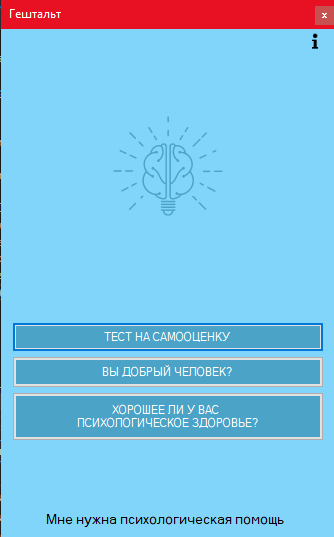 Гештальт
x
i
ТЕСТ НА САМООЦЕНКУ
ВЫ ДОБРЫЙ ЧЕЛОВЕК?
ХОРОШЕЕ ЛИ У ВАС
ПСИХОЛОГИЧЕСКОЕ ЗДОРОВЬЕ?
Мне нужна психологическая помощь